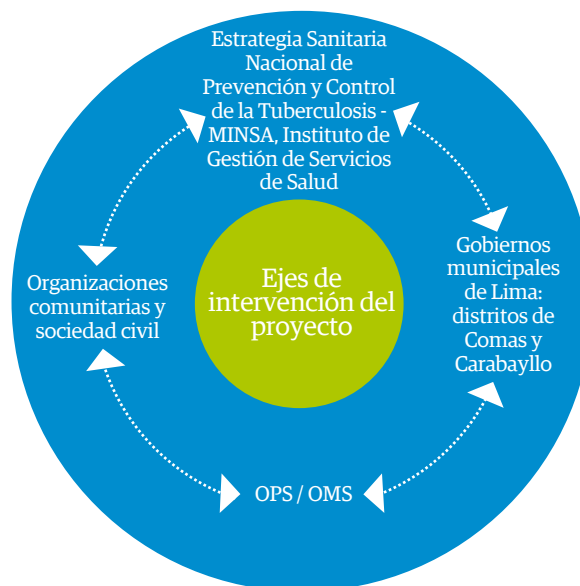 Estrategia Sanitaria
Nacional de
Prevención y Control
de la Tuberculosis -
MINSA, Instituto de
Gestión de Servicios
de Salud
Ejes de
intervención del
proyecto
Organizaciones
comunitarias y
sociedad civil
Gobiernos
municipales
de Lima:
distritos de
Comas y
Carabayllo
OPS / OMS